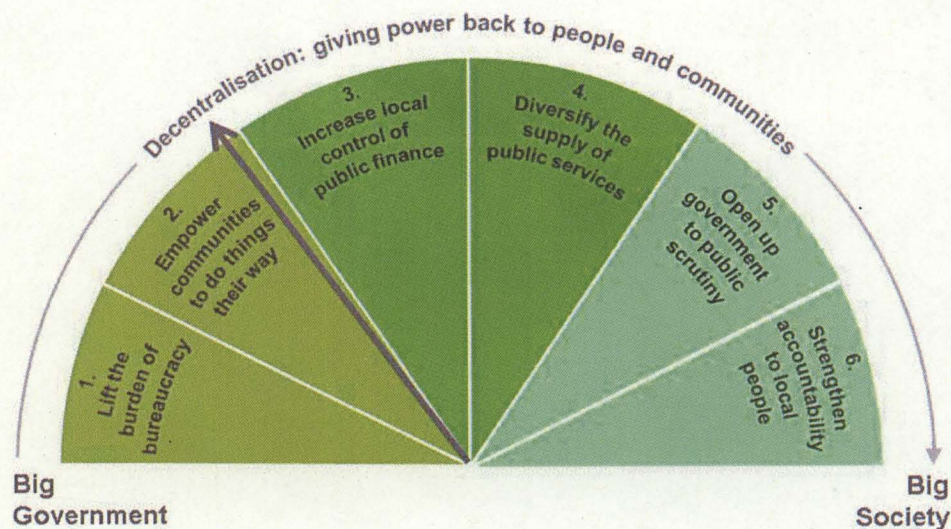 Decentralisation: giving power back to people and communities
1.
Lift the
burden of
bureaucracy
2.
Empower
communities
to do things
their way
3.
Increase local
control of
public finance
4.
Diversify the
supply of
public services
5.
Open up
government
to public
scrutiny
6.
Strengthen
accountability
to local
people
Big
Government
Big
Society